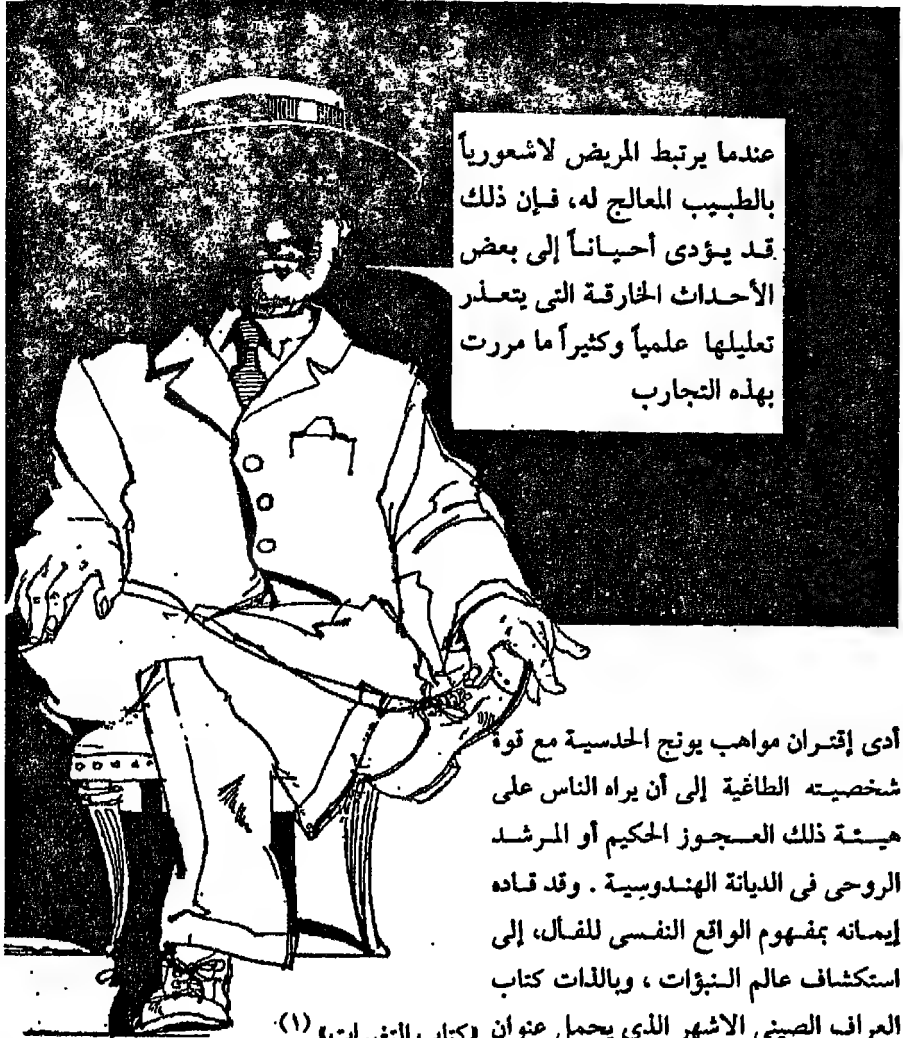 عندما يرتبط المريض لاشعورياً
بالطبيب المعالج له، فإن ذلك
قد يؤدى أحياناً إلى بعض
الأحداث الخارقة التى يتعذر
تعليلها علمياً وكثيراً ما مررت
بهذه التجارب
أدى إقتران مواهب يونج الحدسية مع قوة
شخصيته الطاغية إلى أن يراه الناس على
هيئة ذلك العجوز الحكيم أو المرشد
الروحى فى الديانة الهندوسية . وقد قاده
إيمانه بمفهوم الواقع النفسى للفأل، إلى
استكشاف عالم النبؤات ، وبالذات كتاب
العراف الصينى الاشهر الذى يحمل عنوان «كتاب التغيرات» (١)